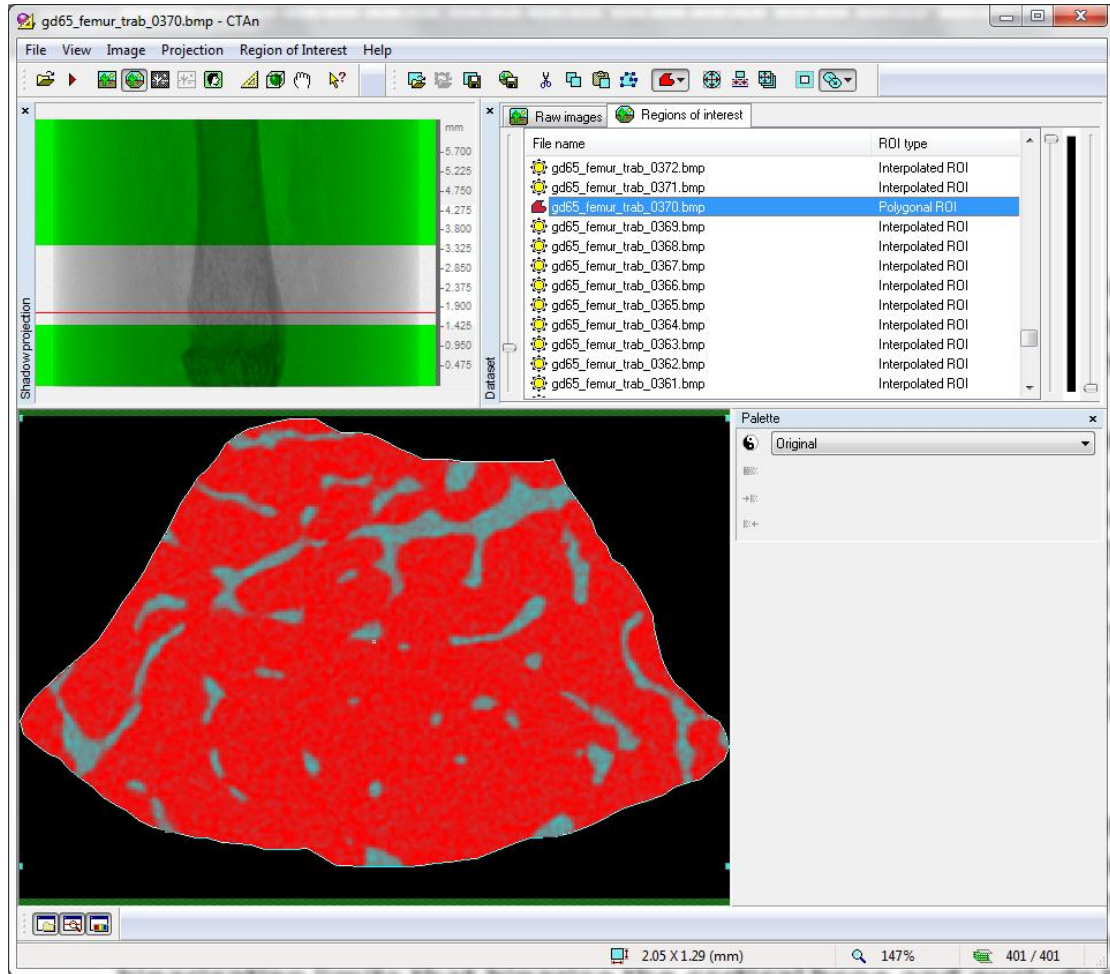 gd65_femur_trab_0370.bmp - CTAn
File View Image Projection Region of Interest Help
Shadow projection
mm
5.700
5.225
4.750
4.275
3.800
3.325
2.850
2.375
1.900
1.425
0.950
0.475
Dataset
Raw images Regions of interest
File name ROI type
gd65_femur_trab_0372.bmp Interpolated ROI
gd65_femur_trab_0371.bmp Interpolated ROI
gd65_femur_trab_0370.bmp Polygonal ROI
gd65_femur_trab_0369.bmp Interpolated ROI
gd65_femur_trab_0368.bmp Interpolated ROI
gd65_femur_trab_0367.bmp Interpolated ROI
gd65_femur_trab_0366.bmp Interpolated ROI
gd65_femur_trab_0365.bmp Interpolated ROI
gd65_femur_trab_0364.bmp Interpolated ROI
gd65_femur_trab_0363.bmp Interpolated ROI
gd65_femur_trab_0362.bmp Interpolated ROI
gd65_femur_trab_0361.bmp Interpolated ROI
Palette
Original
2.05 X 1.29 (mm) 147% 401 / 401